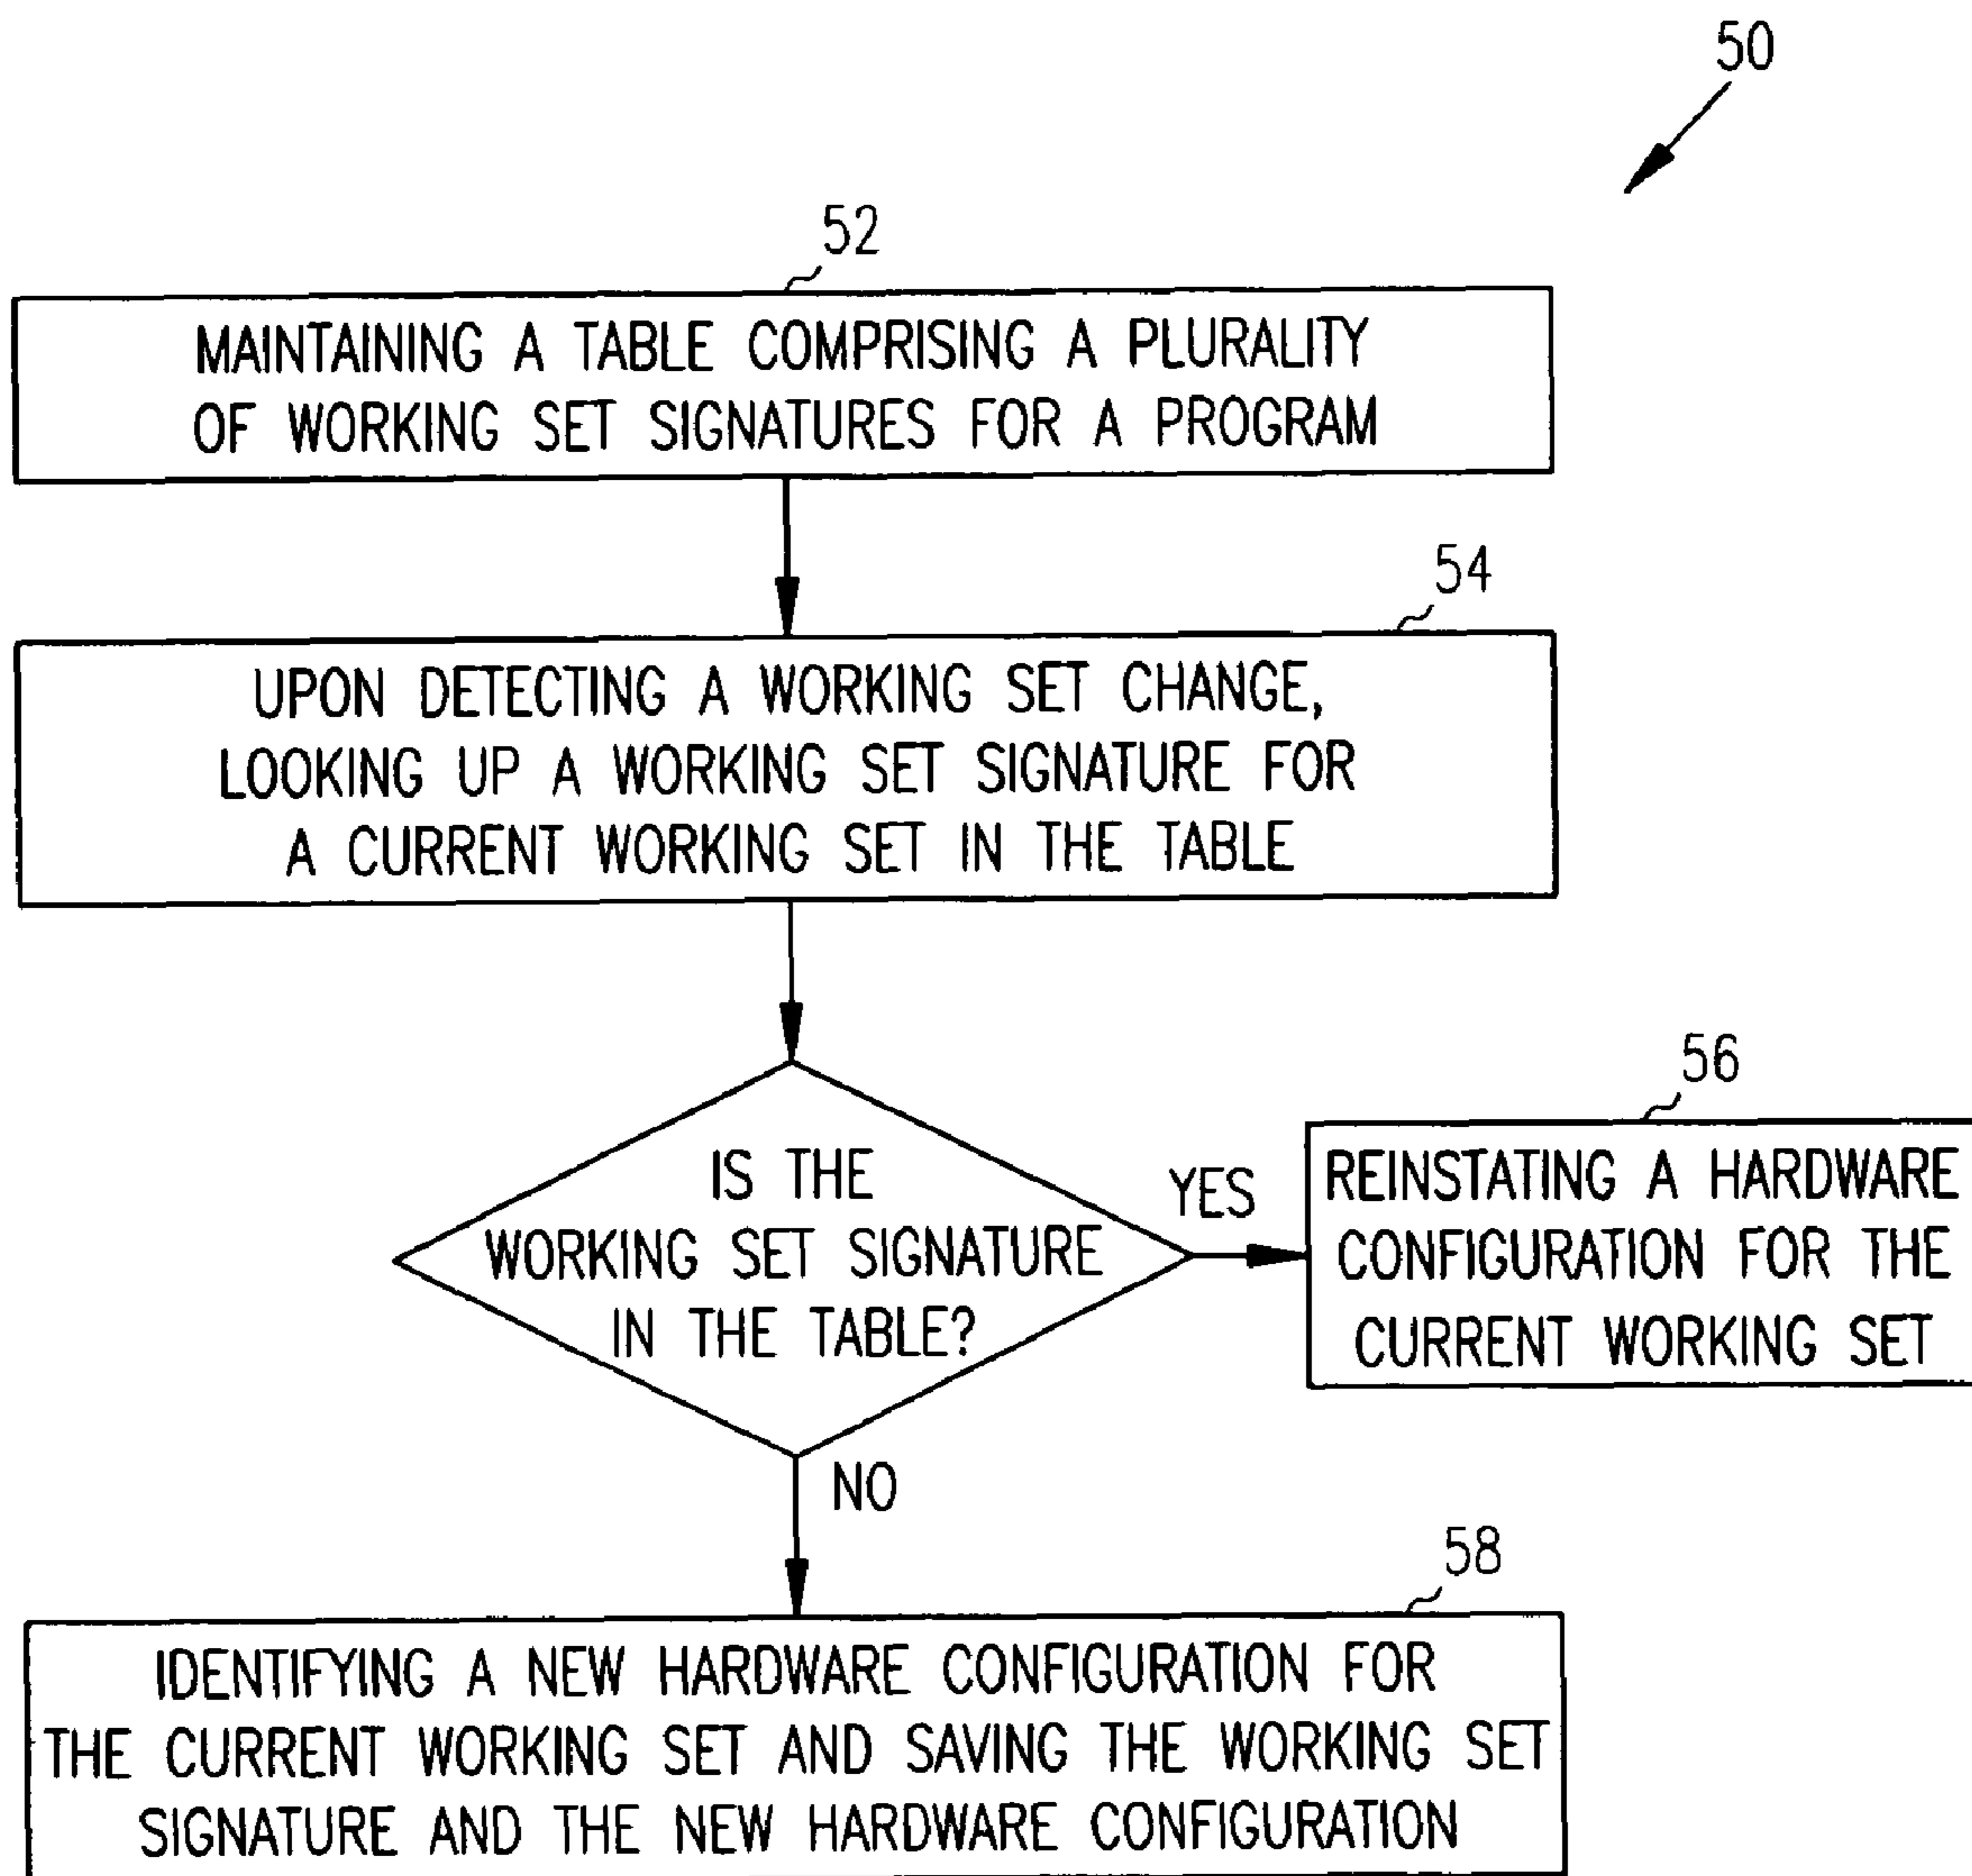 50
52
MAINTAINING A TABLE COMPRISING A PLURALITY
OF WORKING SET SIGNATURES FOR A PROGRAM
54
UPON DETECTING A WORKING SET CHANGE,
LOOKING UP A WORKING SET SIGNATURE FOR
A CURRENT WORKING SET IN THE TABLE
IS THE
WORKING SET SIGNATURE
IN THE TABLE?
YES
56
REINSTATING A HARDWARE
CONFIGURATION FOR THE
CURRENT WORKING SET
NO
58
IDENTIFYING A NEW HARDWARE CONFIGURATION FOR
THE CURRENT WORKING SET AND SAVING THE WORKING SET
SIGNATURE AND THE NEW HARDWARE CONFIGURATION